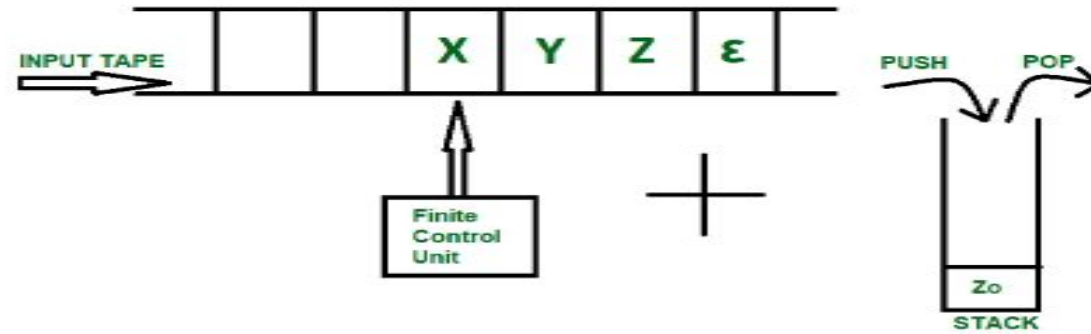 INPUT TAPE
X Y Z ε
PUSH
POP
Finite
Control
Unit
Zo
STACK